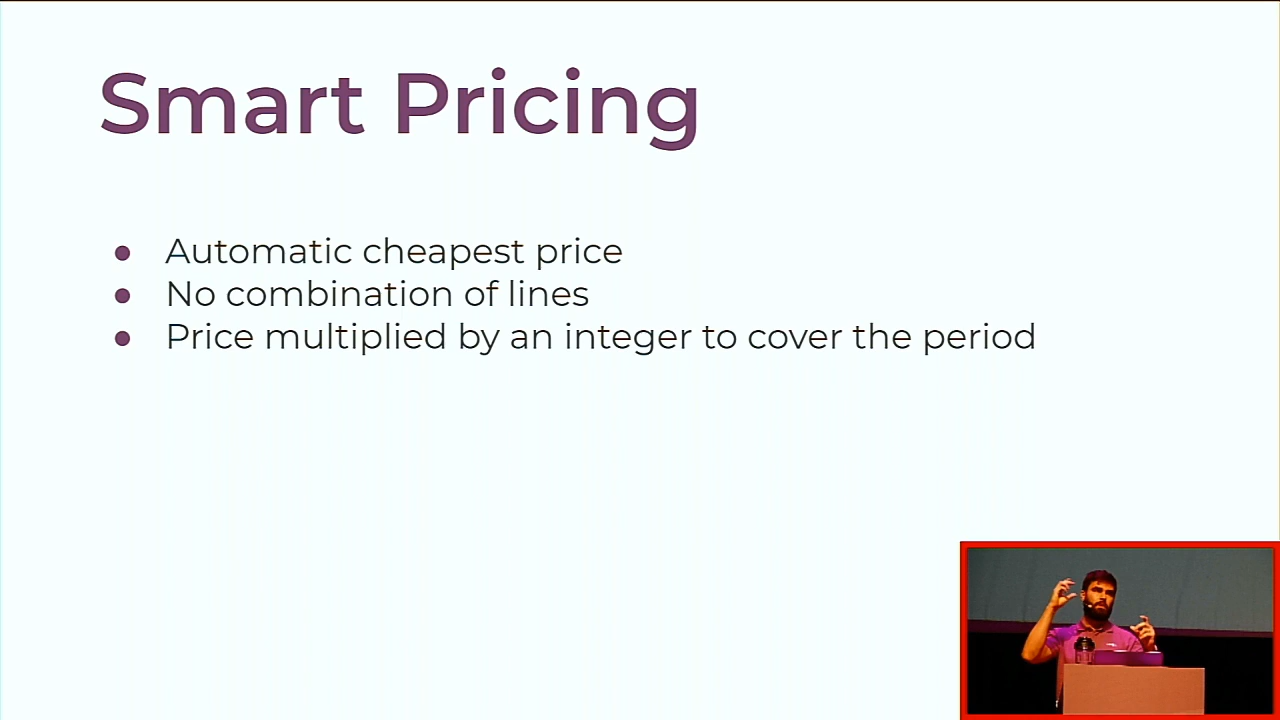 Smart Pricing
● Automatic cheapest price
● No combination of lines
● Price multiplied by an integer to cover the period